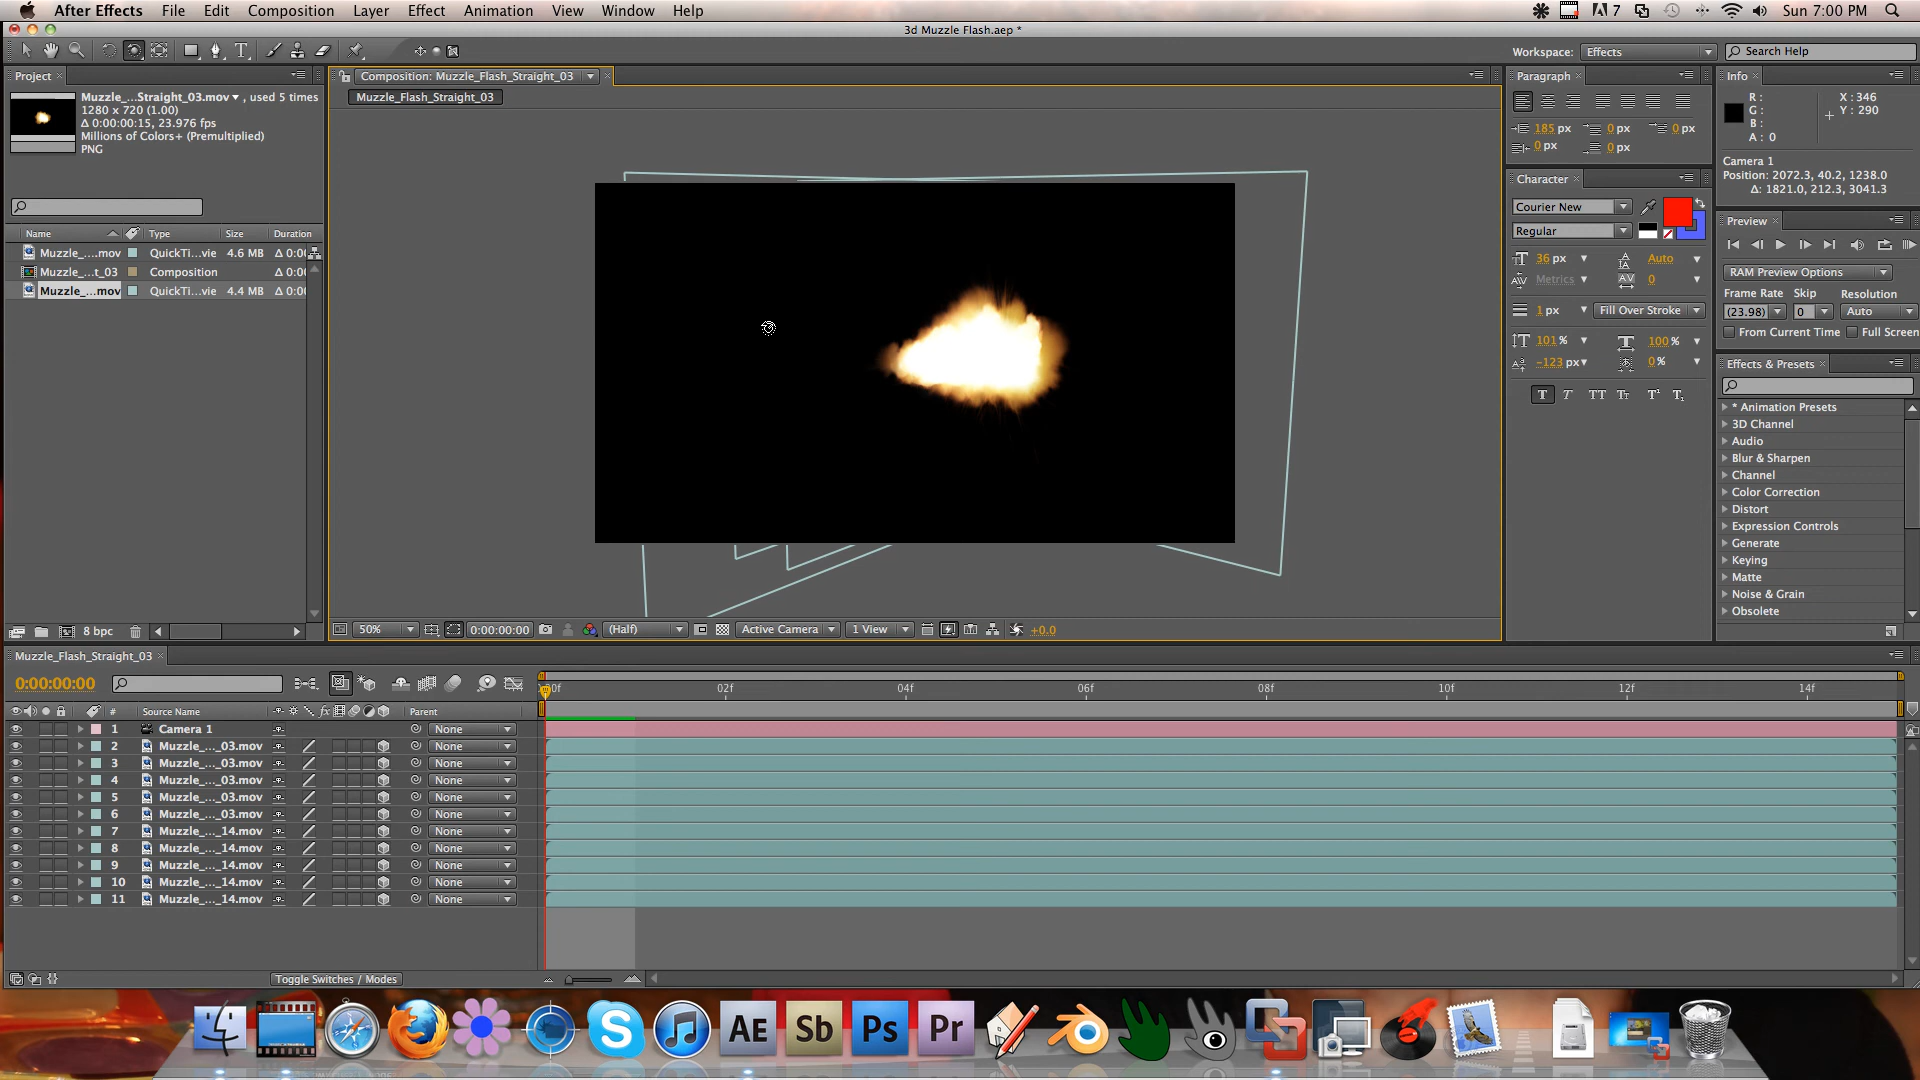 After Effects File Edit Composition Layer Effect Animation View Window Help 7 Sun 7:00 PM
3d Muzzle Flash.aep *
Workspace: Effects Search Help
Project
Muzzle_...Straight_03.mov , used 5 times
1280 x 720 (1.00)
Δ 0:00:00:15, 23.976 fps
Millions of Colors+ (Premultiplied)
PNG
Name Type Size Duration
Muzzle_....mov QuickTi...vie 4.6 MB Δ 0:0
Muzzle_...t_03 Composition Δ 0:0
Muzzle_...mov QuickTi...vie 4.4 MB Δ 0:0
8 bpc
Composition: Muzzle_Flash_Straight_03
Muzzle_Flash_Straight_03
50% 0:00:00:00 (Half) Active Camera 1 View +0.0
Paragraph
185 px 0 px 0 px
0 px 0 px
Character
Courier New
Regular
36 px Auto
Metrics 0
1 px Fill Over Stroke
101 % 100 %
-123 px 0 %
T T TT TT T¹ T₁
Info
R : X : 346
G : Y : 290
B :
A : 0
Camera 1
Position: 2072.3, 40.2, 1238.0
Δ: 1821.0, 212.3, 3041.3
Preview
RAM Preview Options
Frame Rate Skip Resolution
(23.98) 0 Auto
From Current Time Full Screen
Effects & Presets
* Animation Presets
3D Channel
Audio
Blur & Sharpen
Channel
Color Correction
Distort
Expression Controls
Generate
Keying
Matte
Noise & Grain
Obsolete
Muzzle_Flash_Straight_03
0:00:00:00
00f 02f 04f 06f 08f 10f 12f 14f
# Source Name fx Parent
1 Camera 1 None
2 Muzzle_..._03.mov None
3 Muzzle_..._03.mov None
4 Muzzle_..._03.mov None
5 Muzzle_..._03.mov None
6 Muzzle_..._03.mov None
7 Muzzle_..._14.mov None
8 Muzzle_..._14.mov None
9 Muzzle_..._14.mov None
10 Muzzle_..._14.mov None
11 Muzzle_..._14.mov None
Toggle Switches / Modes
AE Sb Ps Pr